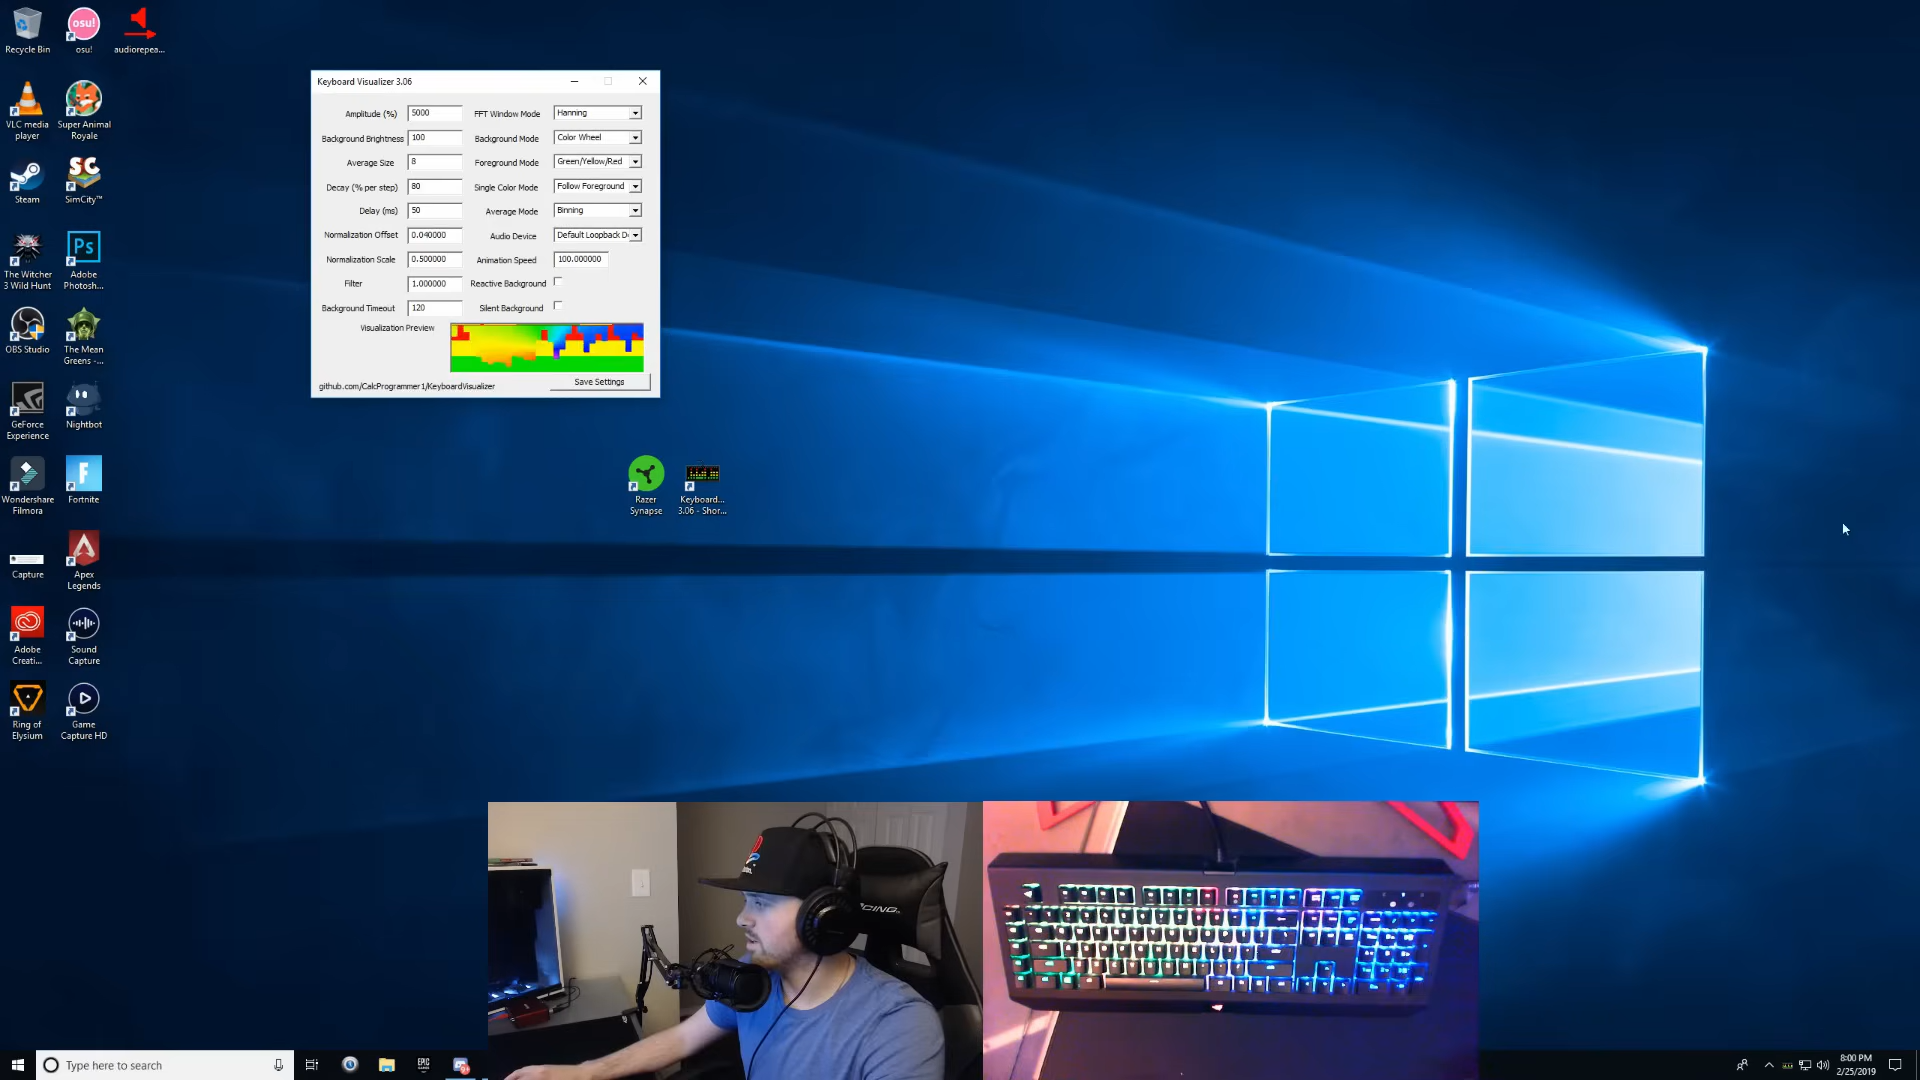 Recycle Bin
osu!
osu!
audiorepea...
VLC media
player
Super Animal
Royale
Steam
SC
SimCity™
The Witcher
3 Wild Hunt
Ps
Adobe
Photosh...
OBS Studio
The Mean
Greens -...
GeForce
Experience
Nightbot
Wondershare
Filmora
F
Fortnite
Capture
Apex
Legends
Adobe
Creati...
Sound
Capture
Ring of
Elysium
Game
Capture HD
Keyboard Visualizer 3.06
Amplitude (%) 5000 FFT Window Mode Hanning
Background Brightness 100 Background Mode Color Wheel
Average Size 8 Foreground Mode Green/Yellow/Red
Decay (% per step) 80 Single Color Mode Follow Foreground
Delay (ms) 50 Average Mode Binning
Normalization Offset 0.040000 Audio Device Default Loopback D
Normalization Scale 0.500000 Animation Speed 100.000000
Filter 1.000000 Reactive Background
Background Timeout 120 Silent Background
Visualization Preview
github.com/CalcProgrammer1/KeyboardVisualizer Save Settings
Razer
Synapse
Keyboard...
3.06 - Shor...
Type here to search
EPIC
GAMES
8:00 PM
2/25/2019